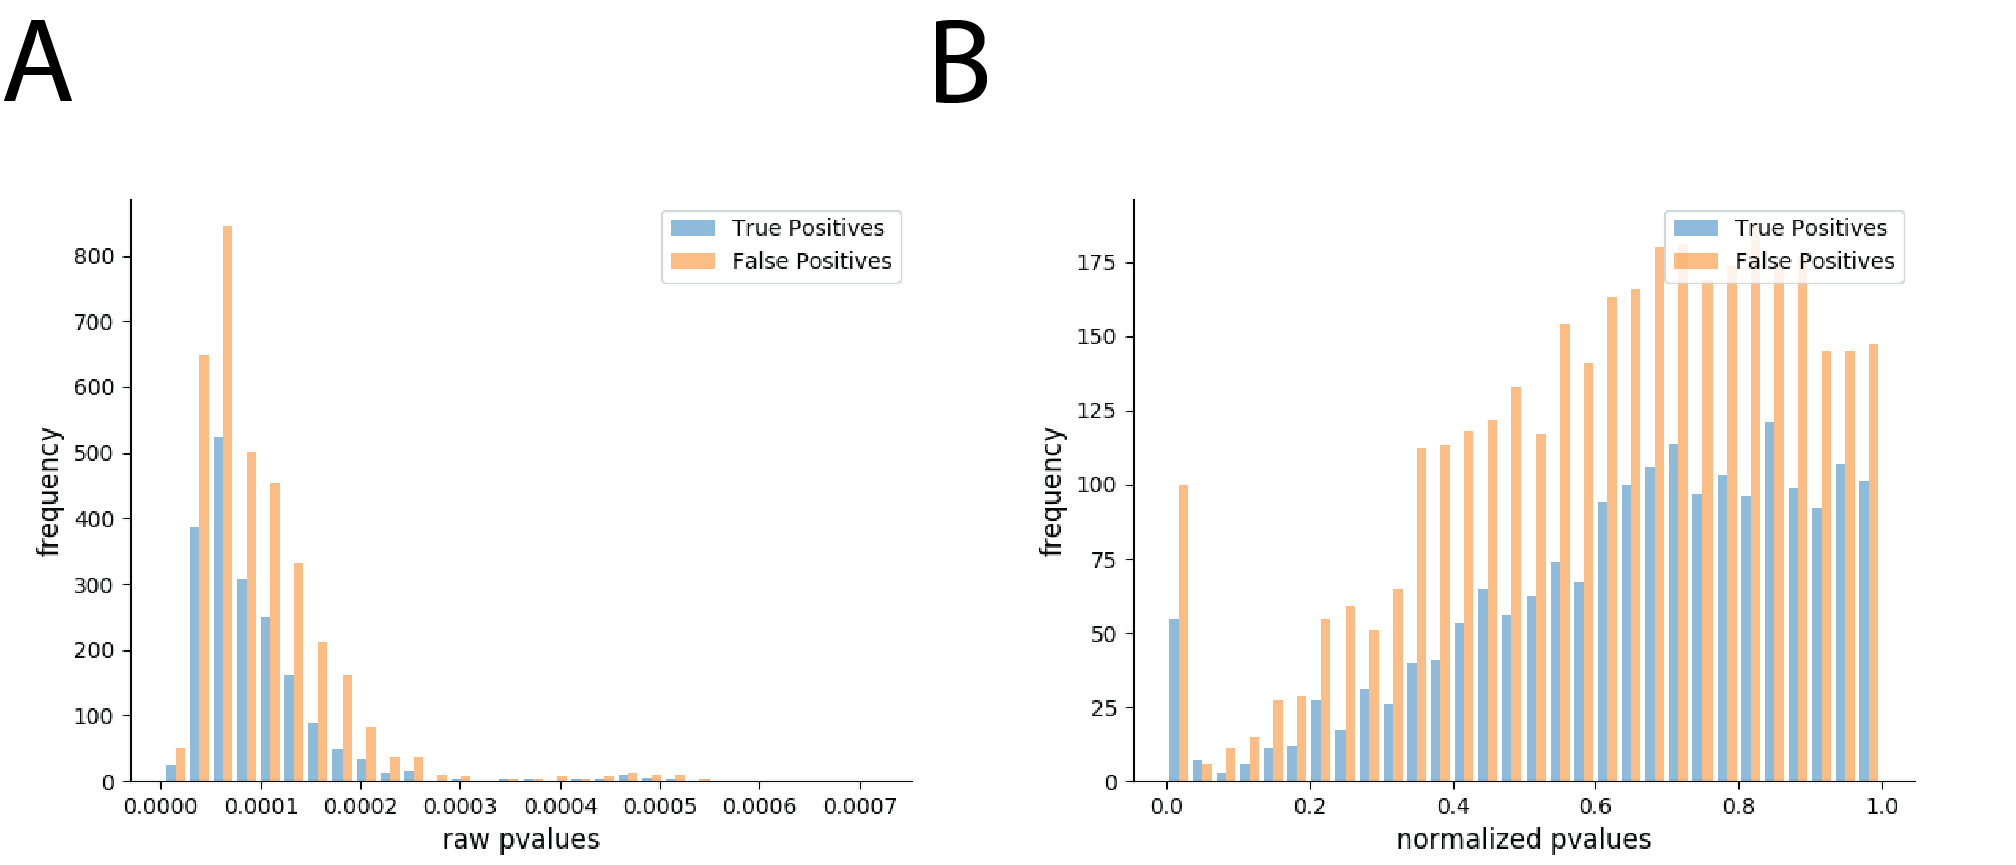 A
B
True Positives
False Positives
800
700
600
500
400
300
200
100
0
frequency
0.0000 0.0001 0.0002 0.0003 0.0004 0.0005 0.0006 0.0007
raw pvalues
True Positives
False Positives
175
150
125
100
75
50
25
0
frequency
0.0 0.2 0.4 0.6 0.8 1.0
normalized pvalues